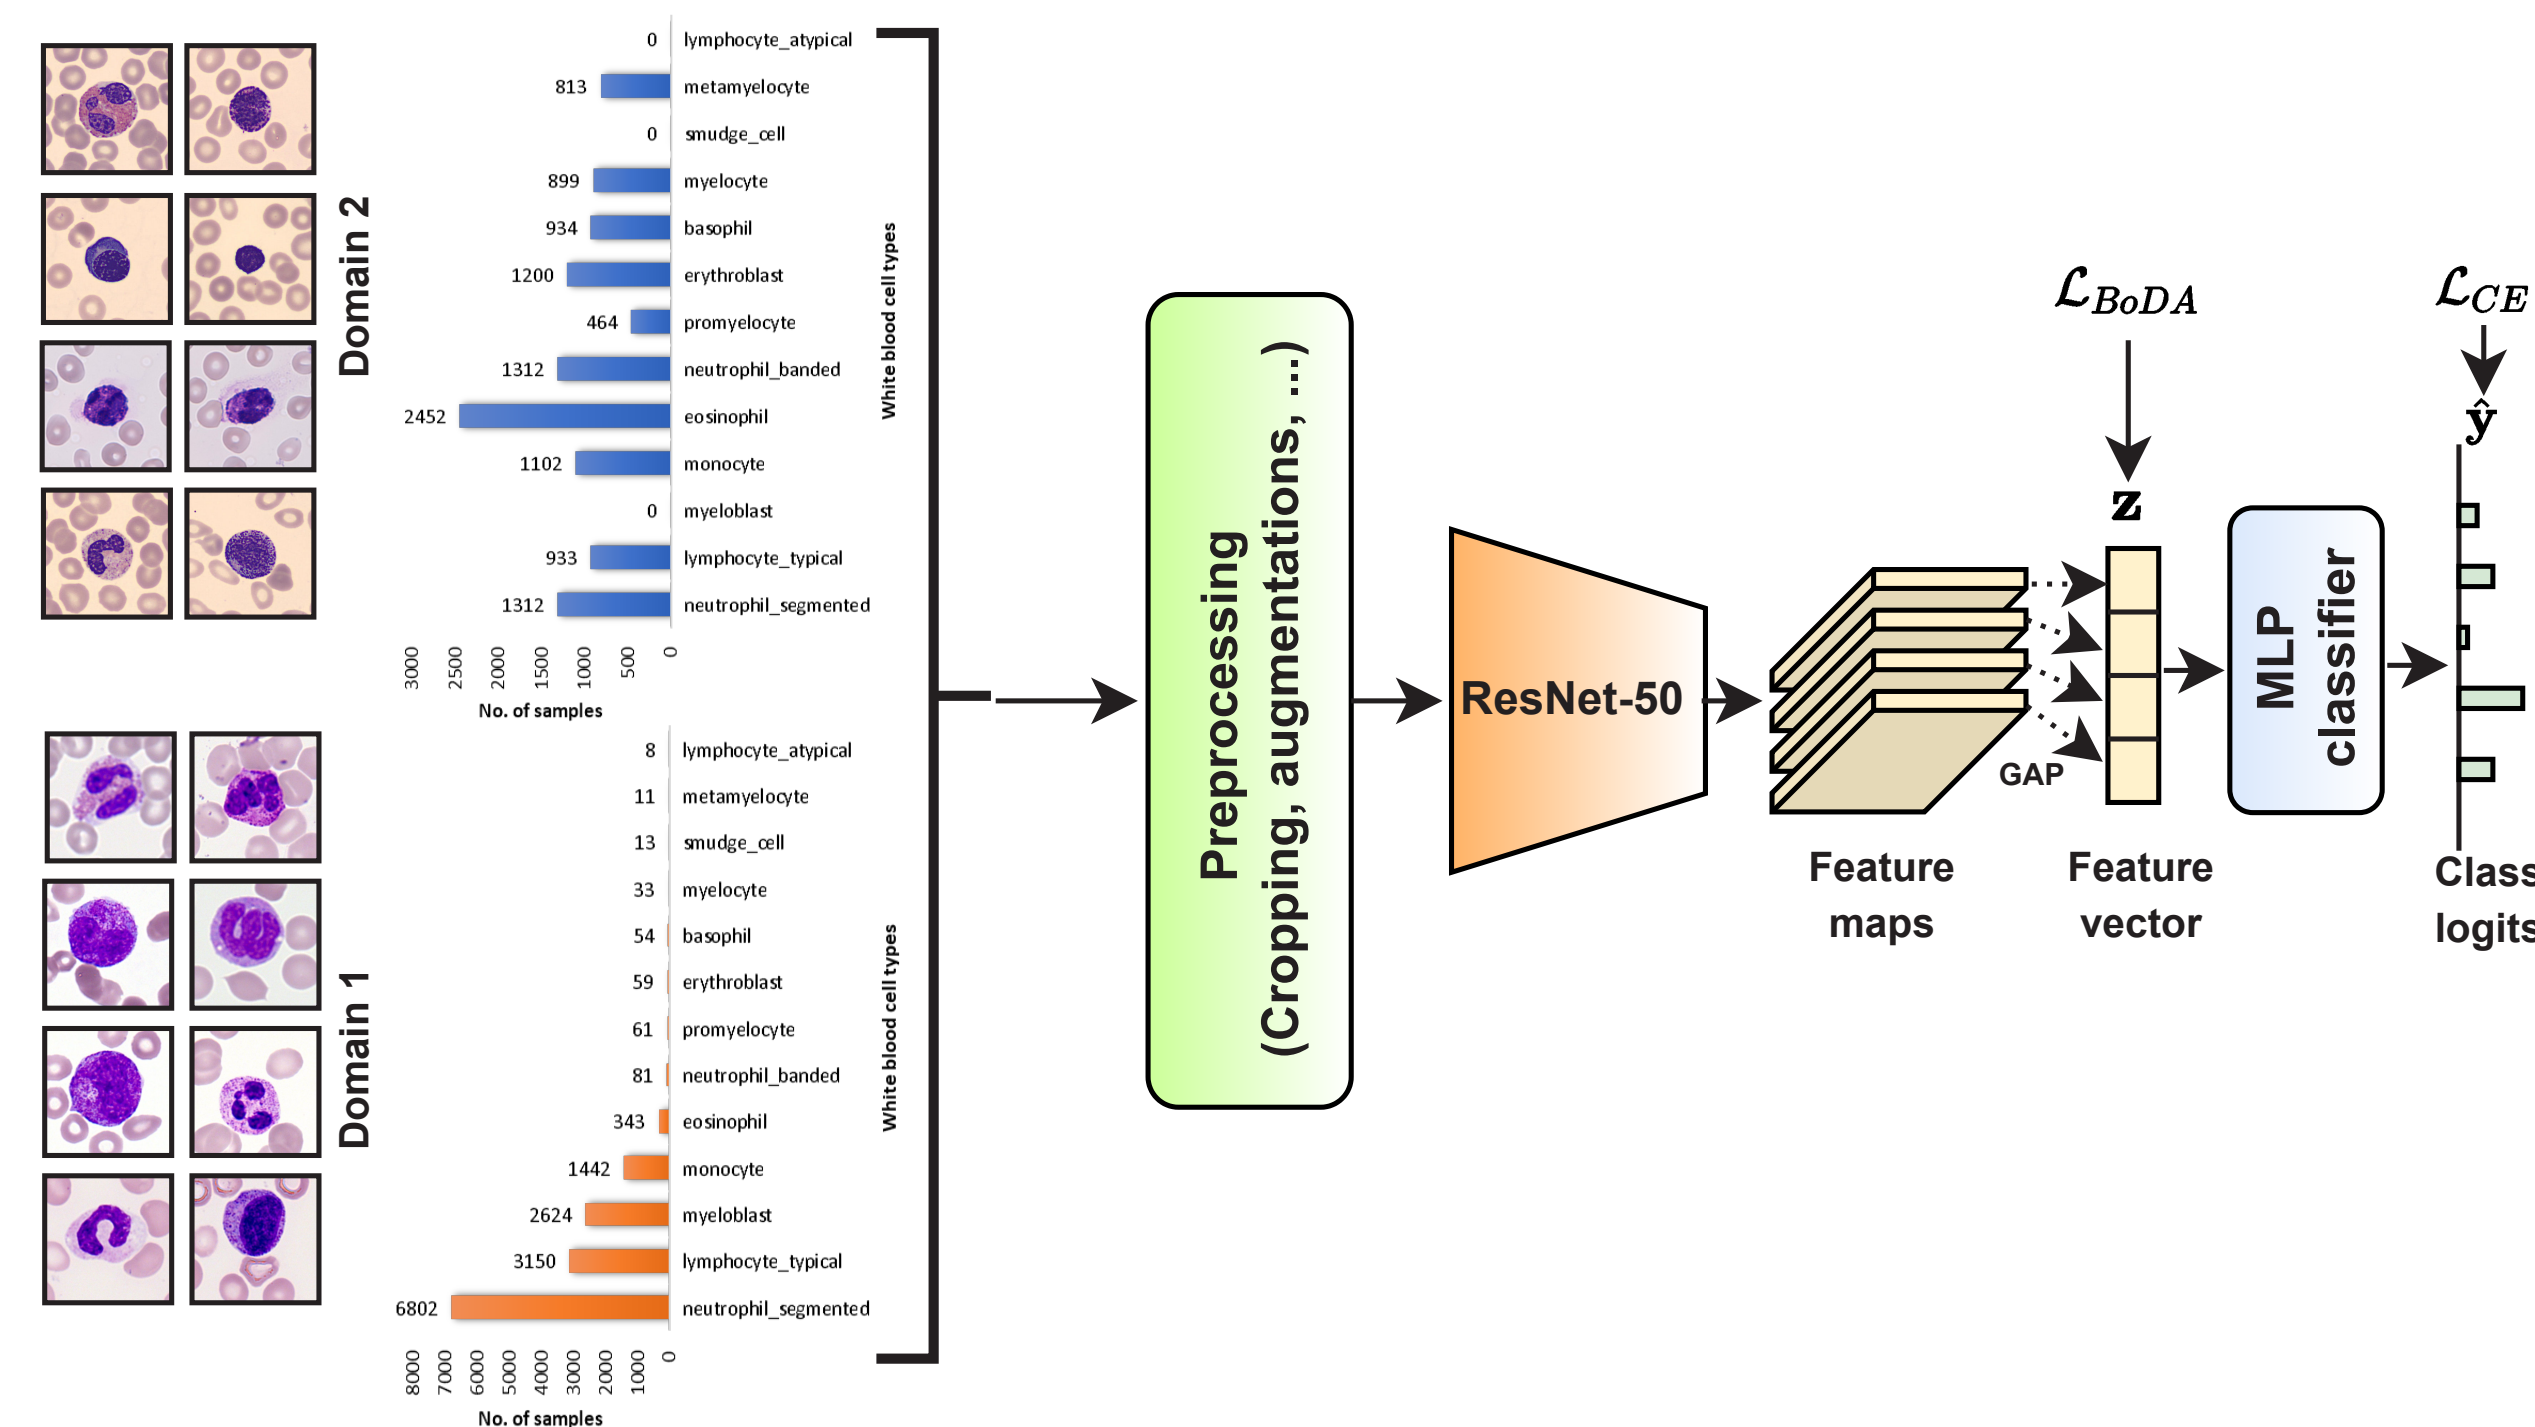 Domain 2
0 lymphocyte_atypical
813 metamyelocyte
0 smudge_cell
899 myelocyte
934 basophil
1200 erythroblast
464 promyelocyte
1312 neutrophil_banded
2452 eosinophil
1102 monocyte
0 myeloblast
933 lymphocyte_typical
1312 neutrophil_segmented
3000 2500 2000 1500 1000 500 0
No. of samples
White blood cell types
Domain 1
8 lymphocyte_atypical
11 metamyelocyte
13 smudge_cell
33 myelocyte
54 basophil
59 erythroblast
61 promyelocyte
81 neutrophil_banded
343 eosinophil
1442 monocyte
2624 myeloblast
3150 lymphocyte_typical
6802 neutrophil_segmented
8000 7000 6000 5000 4000 3000 2000 1000 0
No. of samples
White blood cell types
Preprocessing
(Cropping, augmentations, ...)
ResNet-50
Feature
maps
GAP
ℒ_BoDA
z
Feature
vector
MLP
classifier
ℒ_CE
ŷ
Class
logits